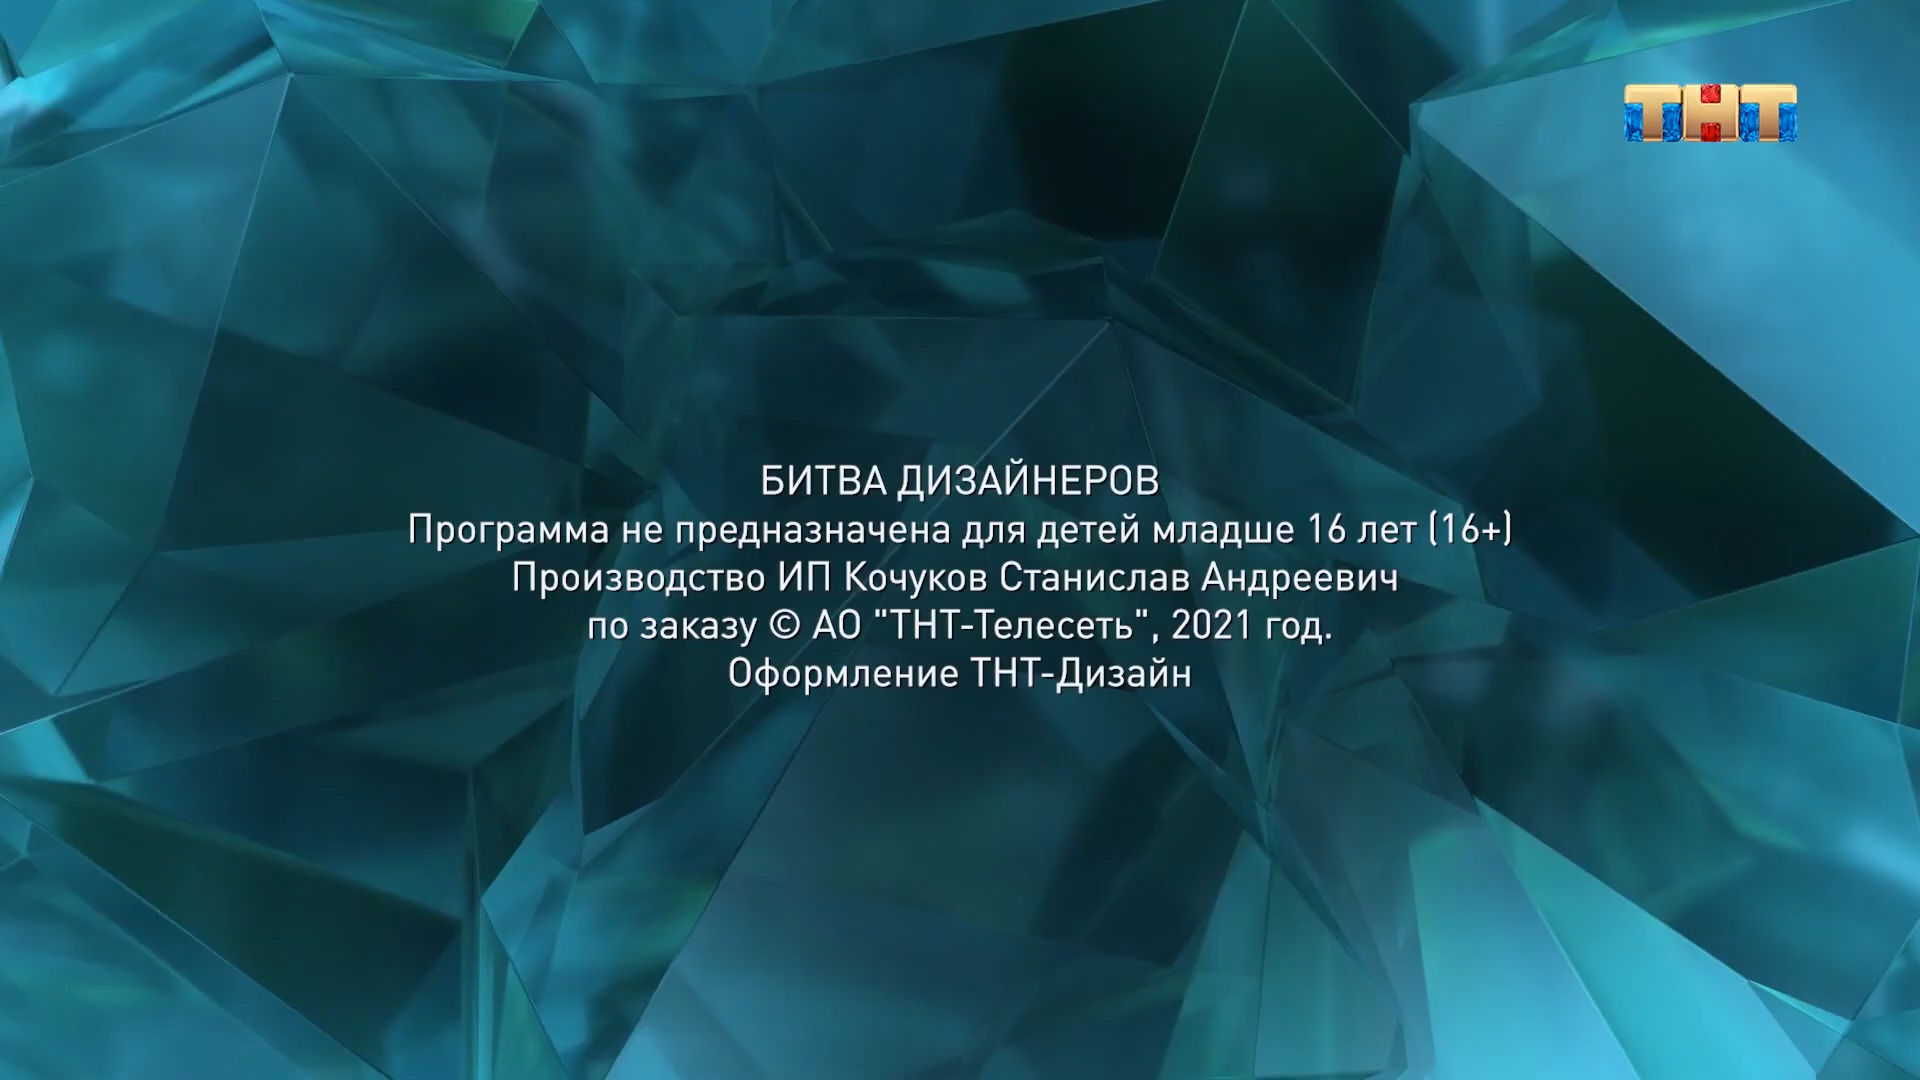 ТНТ
БИТВА ДИЗАЙНЕРОВ
Программа не предназначена для детей младше 16 лет (16+)
Производство ИП Кочуков Станислав Андреевич
по заказу © АО "ТНТ-Телесеть", 2021 год.
Оформление ТНТ-Дизайн